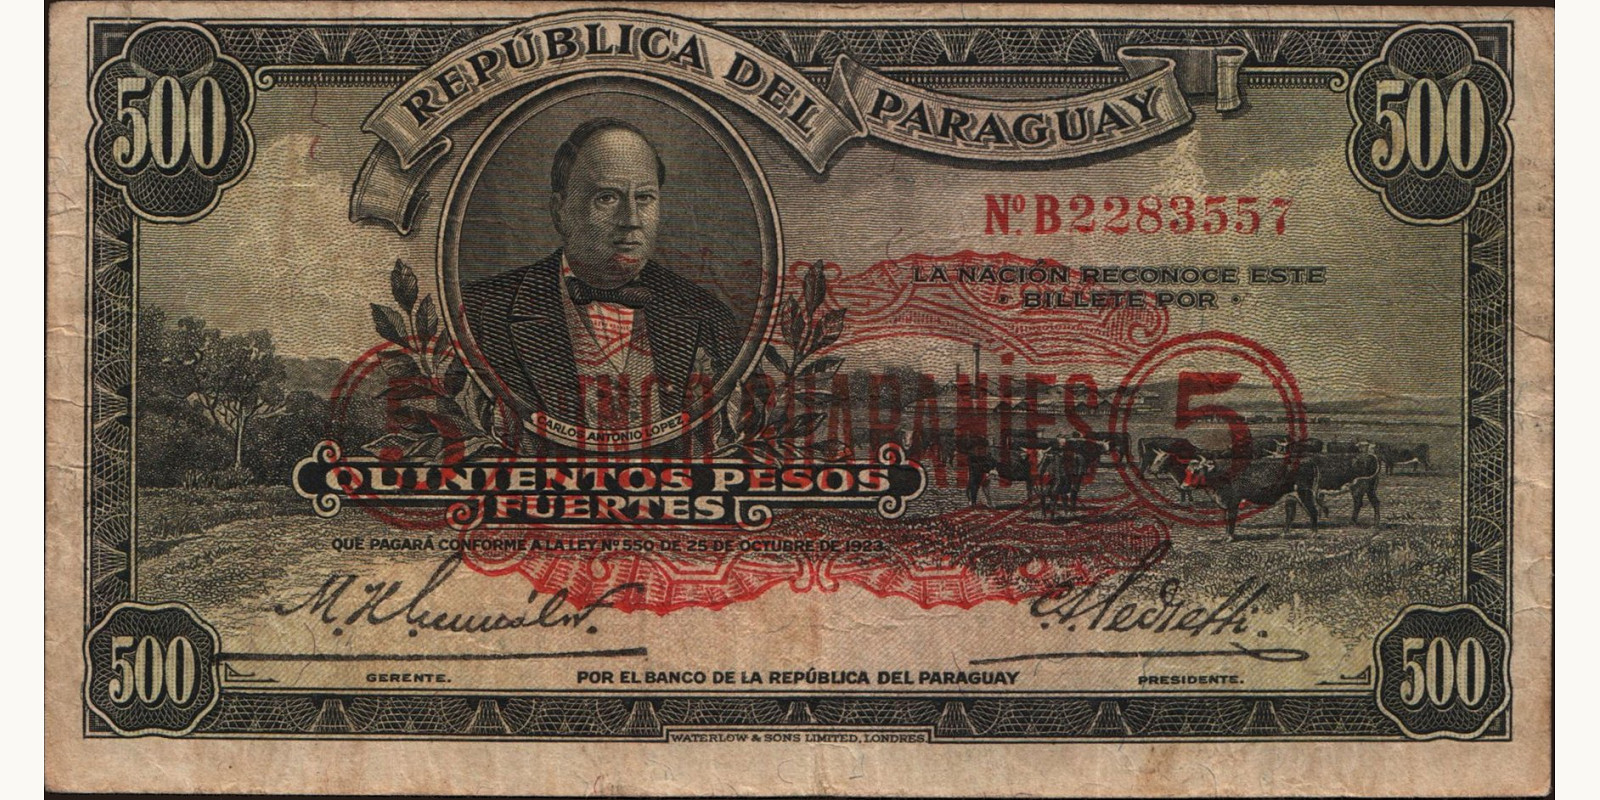 500
REPÚBLICA DEL PARAGUAY
500
Nº. B2283557
LA NACIÓN RECONOCE ESTE
• BILLETE POR •
5 CINCO GUARANÍES 5
CARLOS ANTONIO LOPEZ
QUINIENTOS PESOS
FUERTES
QUE PAGARÁ CONFORME A LA LEY Nº 550 DE 25 DE OCTUBRE DE 1923.
500
GERENTE.
POR EL BANCO DE LA REPÚBLICA DEL PARAGUAY
PRESIDENTE.
500
WATERLOW & SONS LIMITED, LONDRES